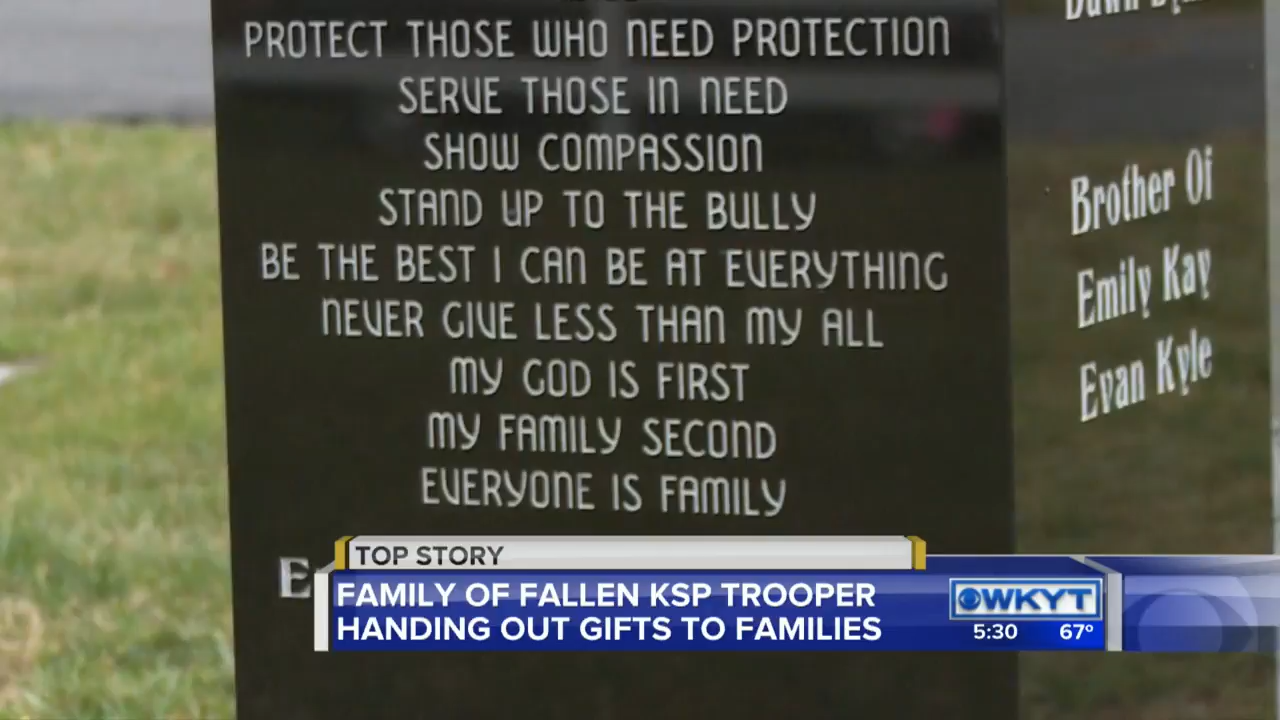 PROTECT THOSE WHO NEED PROTECTION
SERVE THOSE IN NEED
SHOW COMPASSION
STAND UP TO THE BULLY
BE THE BEST I CAN BE AT EVERYTHING
NEVER GIVE LESS THAN MY ALL
MY GOD IS FIRST
MY FAMILY SECOND
EVERYONE IS FAMILY
Brother Of
Emily Kay
Evan Kyle
TOP STORY
FAMILY OF FALLEN KSP TROOPER
HANDING OUT GIFTS TO FAMILIES
WKYT
5:30 67°